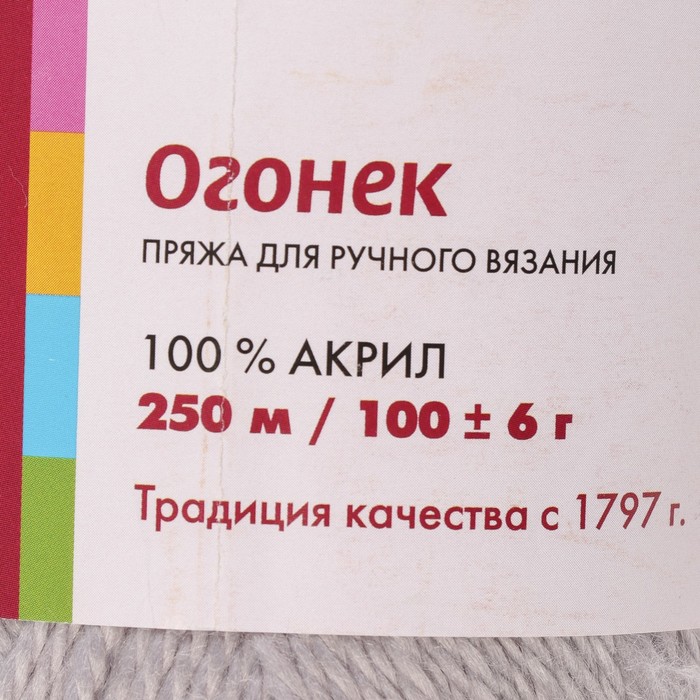 Огонек
ПРЯЖА ДЛЯ РУЧНОГО ВЯЗАНИЯ
100 % АКРИЛ
250 м / 100 ± 6 г
Традиция качества с 1797 г.